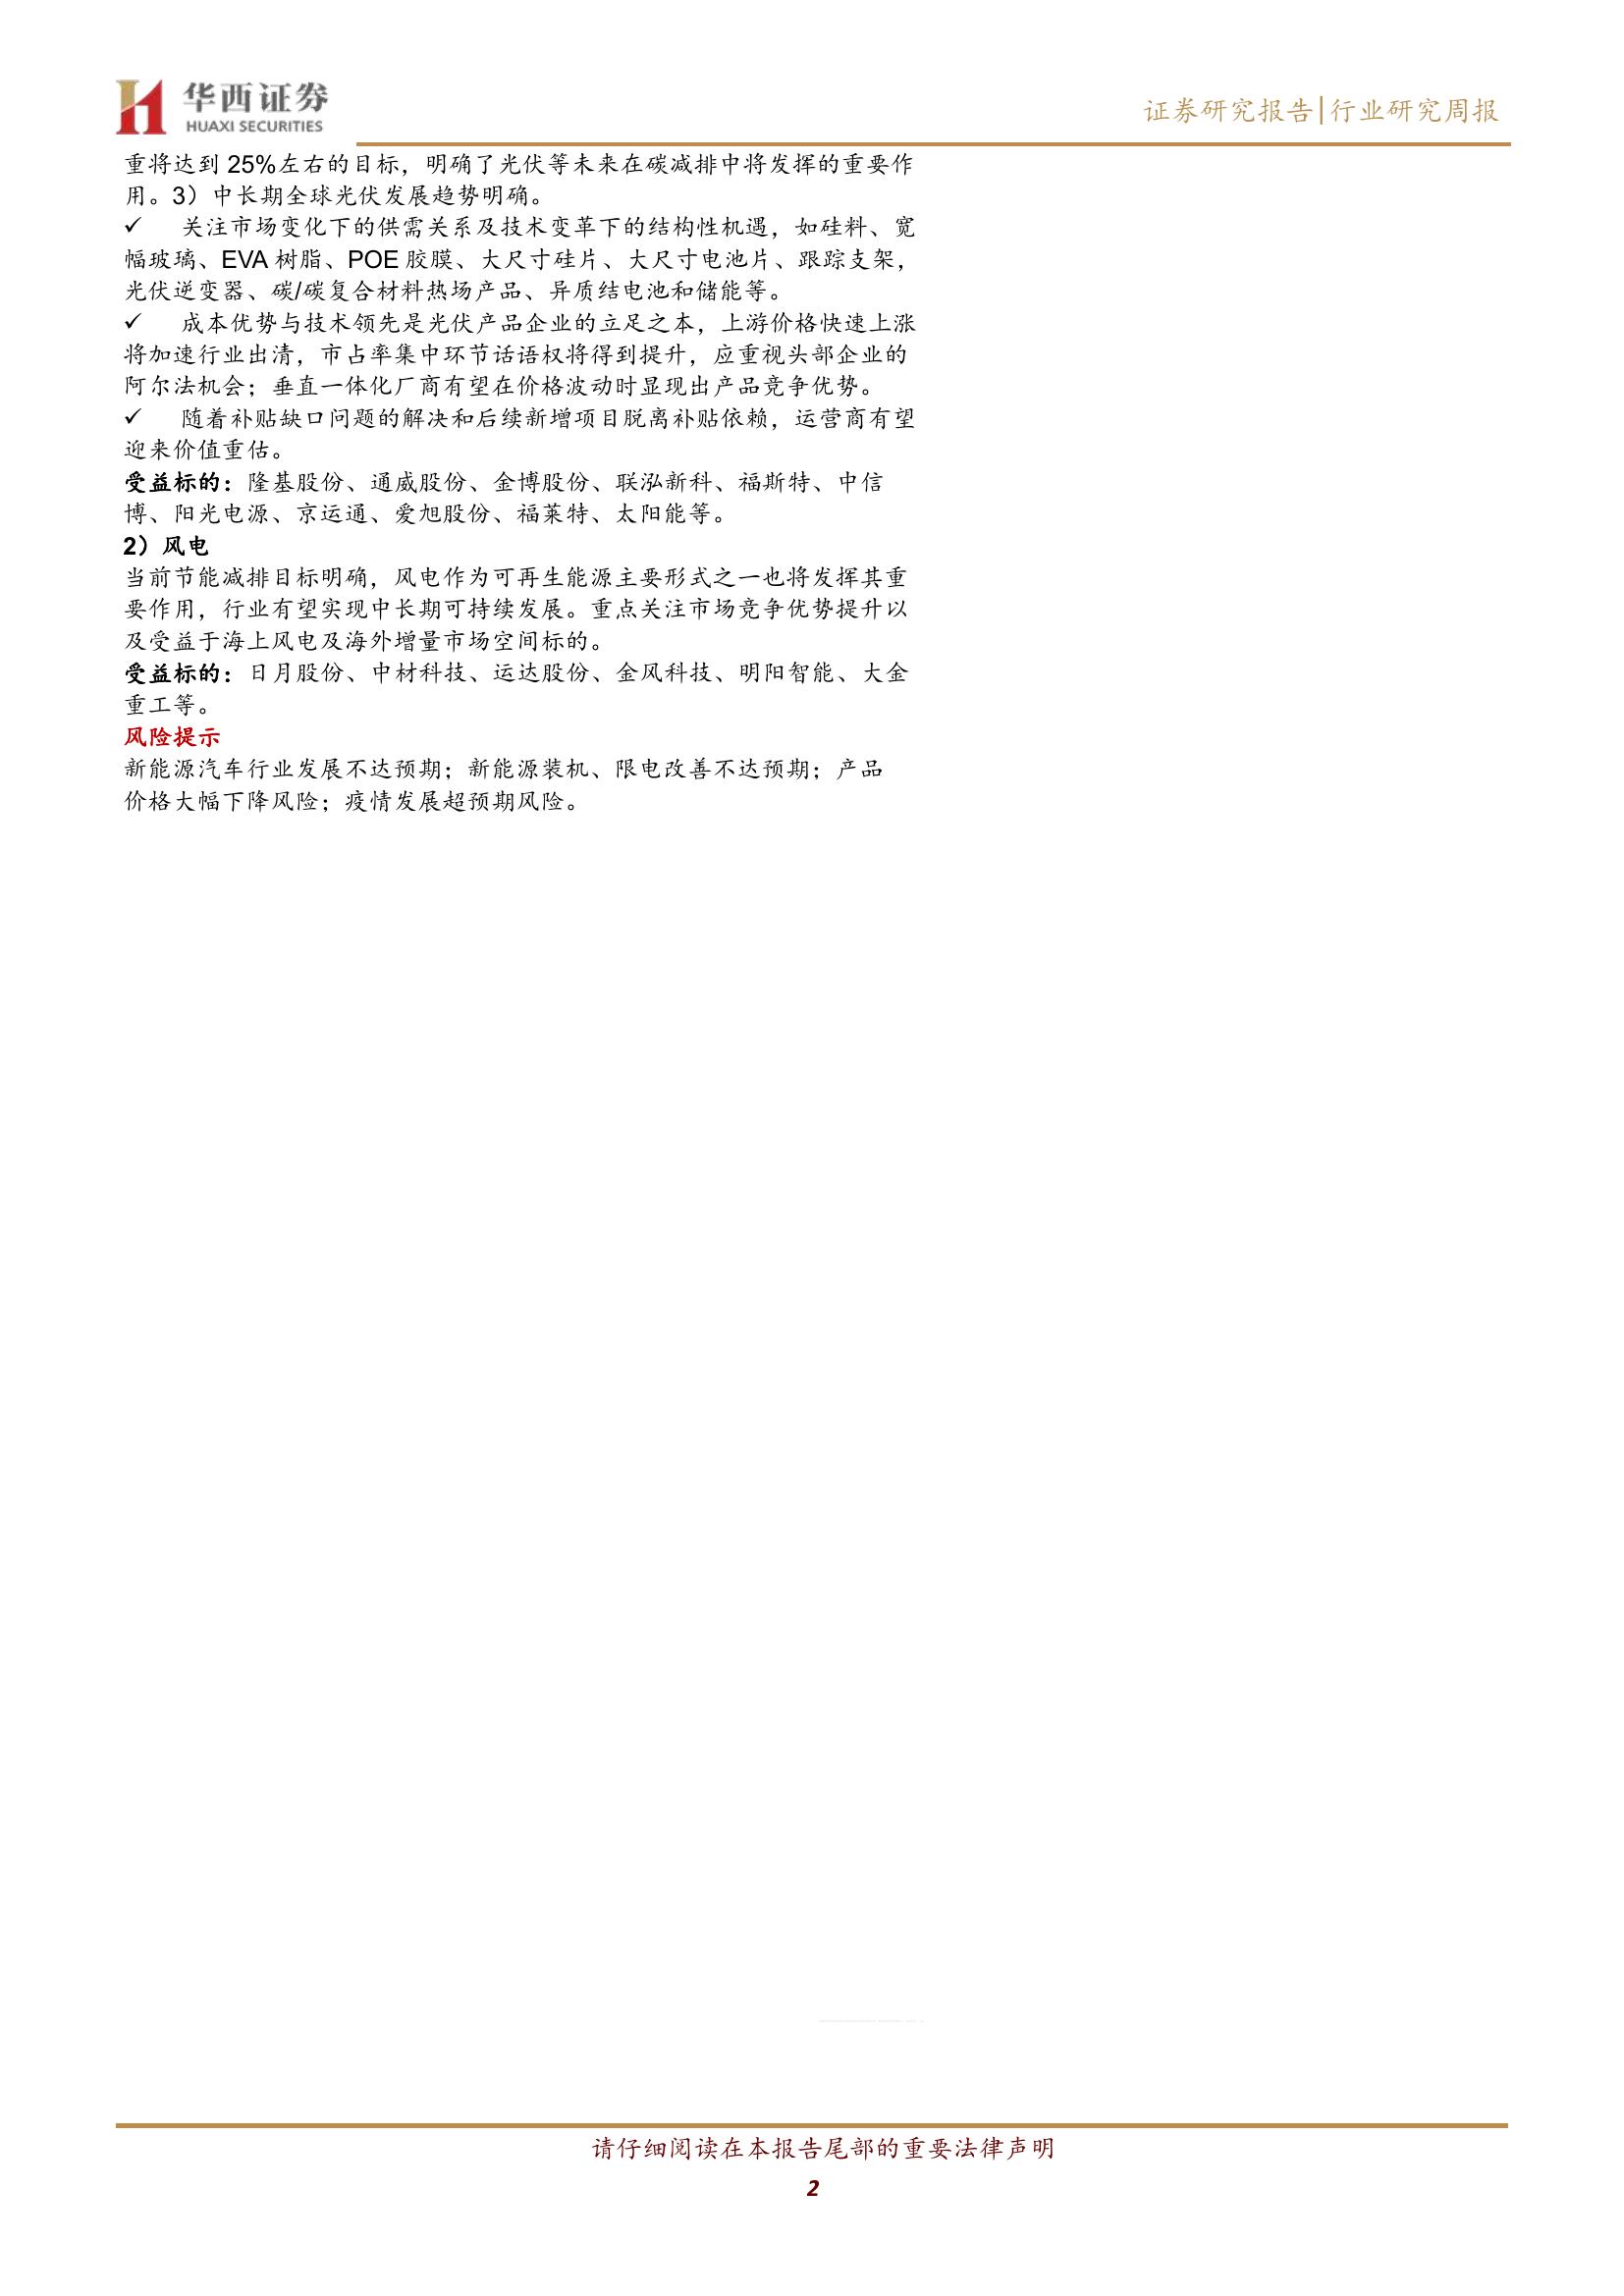 华西证券
HUAXI SECURITIES
证券研究报告|行业研究周报
重将达到 25%左右的目标，明确了光伏等未来在碳减排中将发挥的重要作
用。3）中长期全球光伏发展趋势明确。
✓ 关注市场变化下的供需关系及技术变革下的结构性机遇，如硅料、宽
幅玻璃、EVA 树脂、POE 胶膜、大尺寸硅片、大尺寸电池片、跟踪支架，
光伏逆变器、碳/碳复合材料热场产品、异质结电池和储能等。
✓ 成本优势与技术领先是光伏产品企业的立足之本，上游价格快速上涨
将加速行业出清，市占率集中环节话语权将得到提升，应重视头部企业的
阿尔法机会；垂直一体化厂商有望在价格波动时显现出产品竞争优势。
✓ 随着补贴缺口问题的解决和后续新增项目脱离补贴依赖，运营商有望
迎来价值重估。
受益标的：隆基股份、通威股份、金博股份、联泓新科、福斯特、中信
博、阳光电源、京运通、爱旭股份、福莱特、太阳能等。
2）风电
当前节能减排目标明确，风电作为可再生能源主要形式之一也将发挥其重
要作用，行业有望实现中长期可持续发展。重点关注市场竞争优势提升以
及受益于海上风电及海外增量市场空间标的。
受益标的：日月股份、中材科技、运达股份、金风科技、明阳智能、大金
重工等。
风险提示
新能源汽车行业发展不达预期；新能源装机、限电改善不达预期；产品
价格大幅下降风险；疫情发展超预期风险。
请仔细阅读在本报告尾部的重要法律声明
2